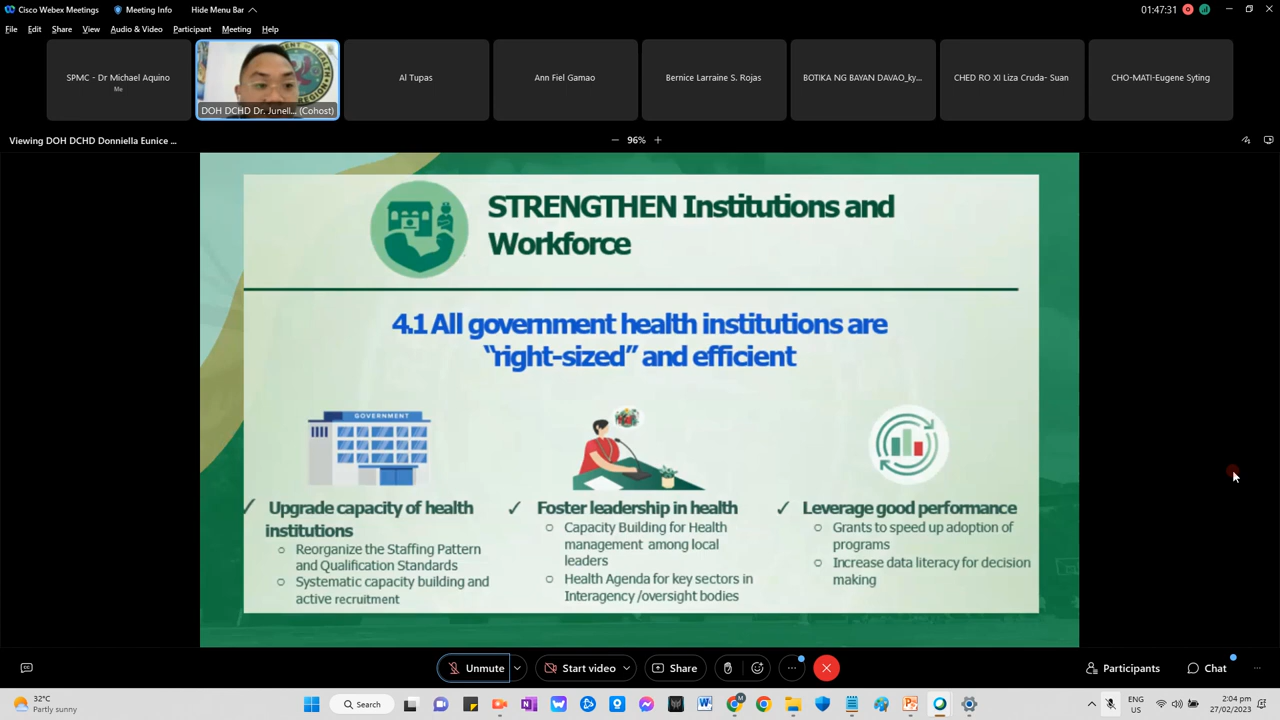 Cisco Webex Meetings
Meeting Info
Hide Menu Bar
01:47:31
File Edit Share View Audio & Video Participant Meeting Help
SPMC - Dr Michael Aquino
Me
DOH DCHD Dr. Junell... (Cohost)
Al Tupas
Ann Fiel Gamao
Bernice Larraine S. Rojas
BOTIKA NG BAYAN DAVAO_ky...
CHED RO XI Liza Cruda- Suan
CHO-MATI-Eugene Syting
Viewing DOH DCHD Donniella Eunice ...
96%
STRENGTHEN Institutions and
Workforce
4.1 All government health institutions are
“right-sized” and efficient
GOVERNMENT
✓ Upgrade capacity of health
institutions
○ Reorganize the Staffing Pattern
and Qualification Standards
○ Systematic capacity building and
active recruitment
✓ Foster leadership in health
○ Capacity Building for Health
management among local
leaders
○ Health Agenda for key sectors in
Interagency /oversight bodies
✓ Leverage good performance
○ Grants to speed up adoption of
programs
○ Increase data literacy for decision
making
Unmute
Start video
Share
Participants
Chat
32°C
Partly sunny
Search
ENG
US
2:04 pm
27/02/2023